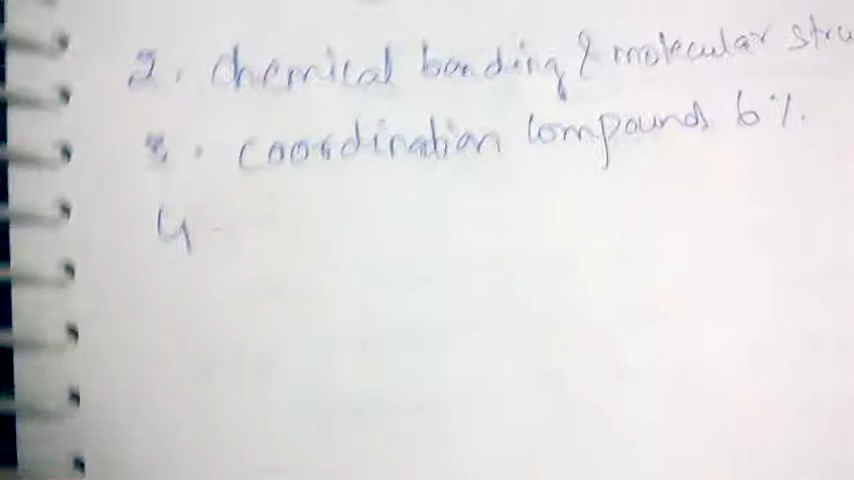 2. Chemical bonding & molecular stru
3. Coordination compounds 6%.
4